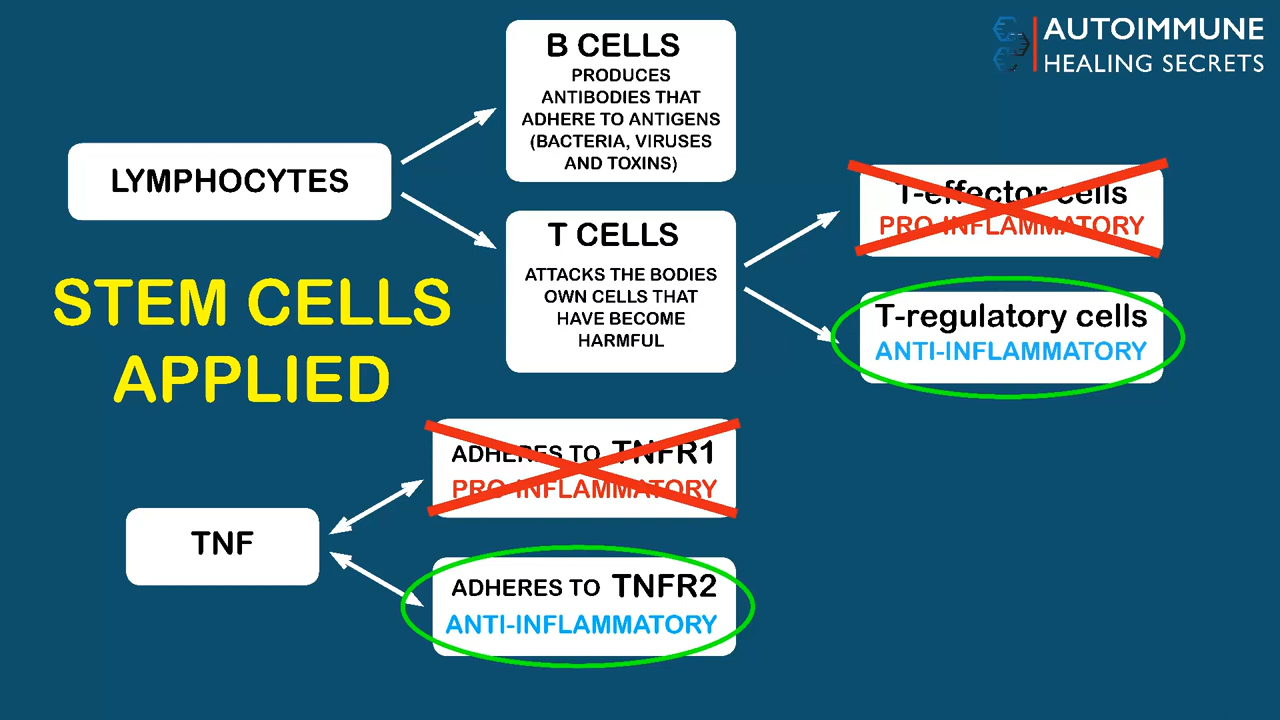 AUTOIMMUNE
HEALING SECRETS
B CELLS
PRODUCES
ANTIBODIES THAT
ADHERE TO ANTIGENS
(BACTERIA, VIRUSES
AND TOXINS)
LYMPHOCYTES
T-effector cells
PRO-INFLAMMATORY
T CELLS
ATTACKS THE BODIES
OWN CELLS THAT
HAVE BECOME
HARMFUL
T-regulatory cells
ANTI-INFLAMMATORY
STEM CELLS
APPLIED
ADHERES TO TNFR1
PRO-INFLAMMATORY
TNF
ADHERES TO TNFR2
ANTI-INFLAMMATORY